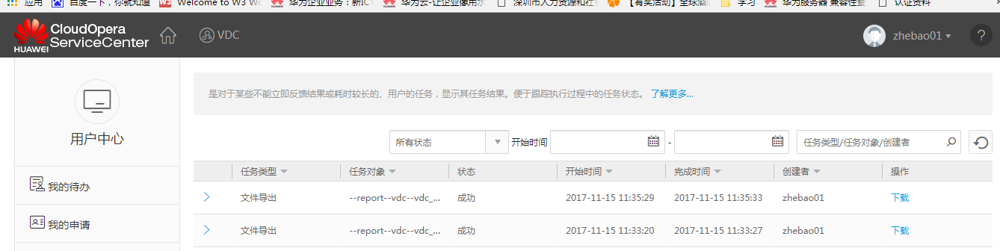 应用 百度一下，你就知道 Welcome to W3 Wo 华为企业业务：新ICT 华为云-让企业像用水 深圳市人力资源和社会 【有奖活动】全球酒店 学习 华为服务器 兼容性查 认证资料
HUAWEI CloudOpera ServiceCenter VDC zhebao01 ?
是对于某些不能立即反馈结果或耗时较长的、用户的任务，显示其任务结果。便于跟踪执行过程中的任务状态。 了解更多...
用户中心
所有状态 开始时间 - 任务类型/任务对象/创建者
任务类型 任务对象 状态 开始时间 完成时间 创建者 操作
我的待办
文件导出 --report--vdc--vdc_... 成功 2017-11-15 11:35:29 2017-11-15 11:35:33 zhebao01 下载
我的申请
文件导出 --report--vdc--vdc_... 成功 2017-11-15 11:33:20 2017-11-15 11:33:27 zhebao01 下载